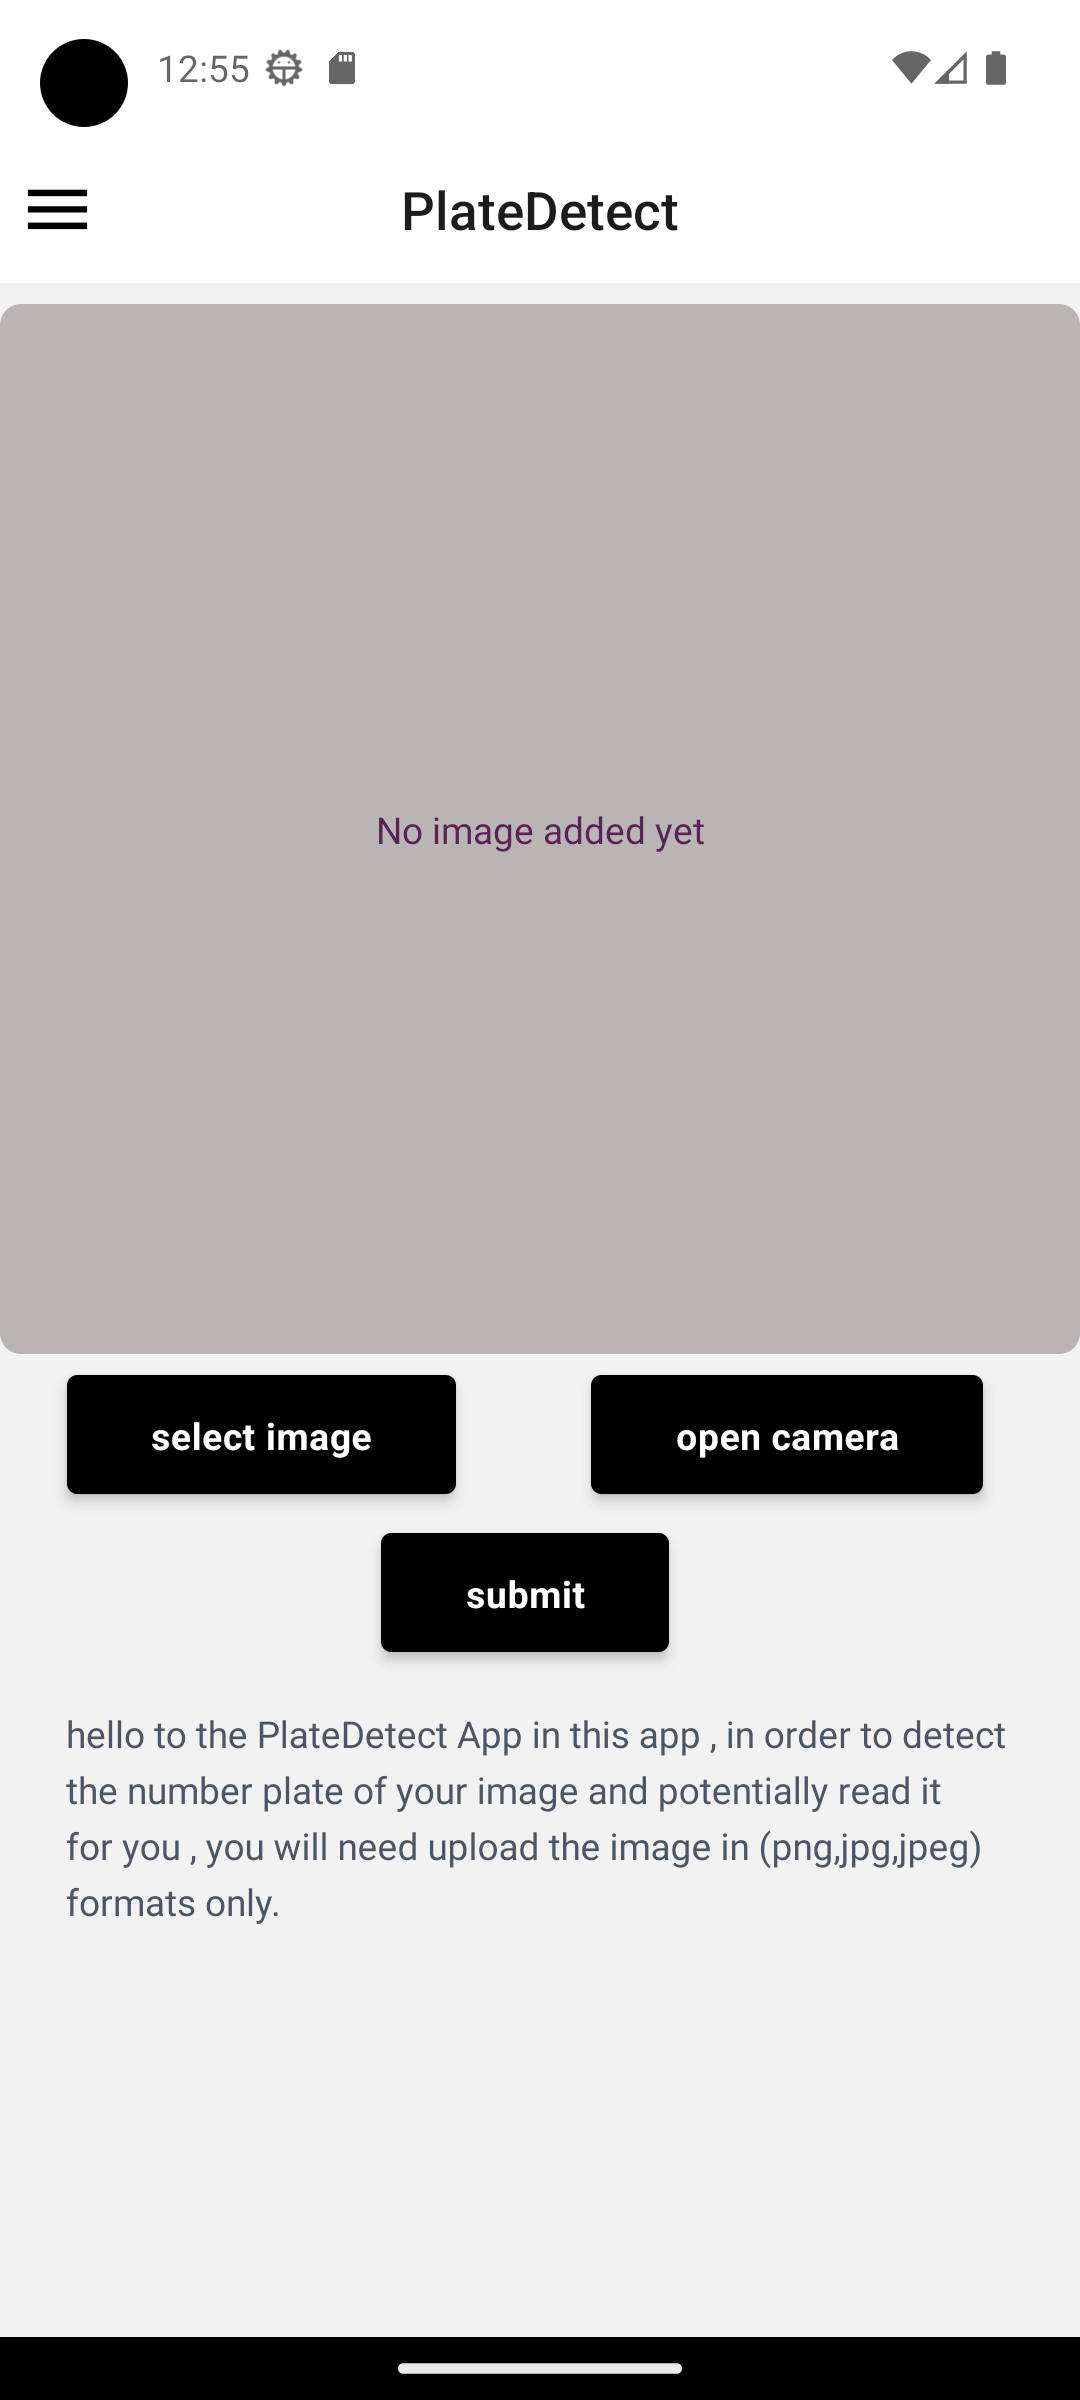 12:55
PlateDetect
No image added yet
select image
open camera
submit
hello to the PlateDetect App in this app , in order to detect
the number plate of your image and potentially read it
for you , you will need upload the image in (png,jpg,jpeg)
formats only.